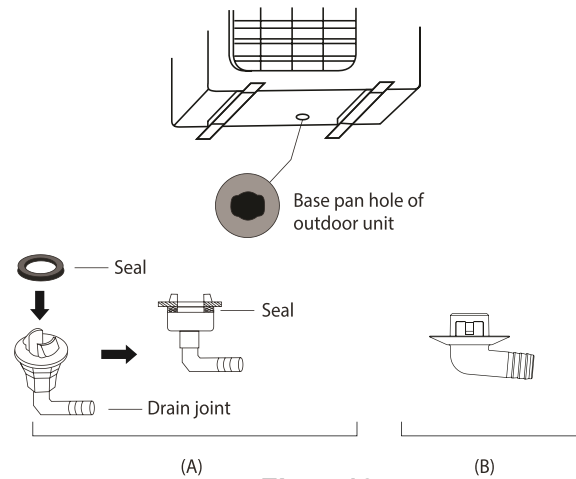 Base pan hole of
outdoor unit
Seal
Seal
Drain joint
(A)
(B)